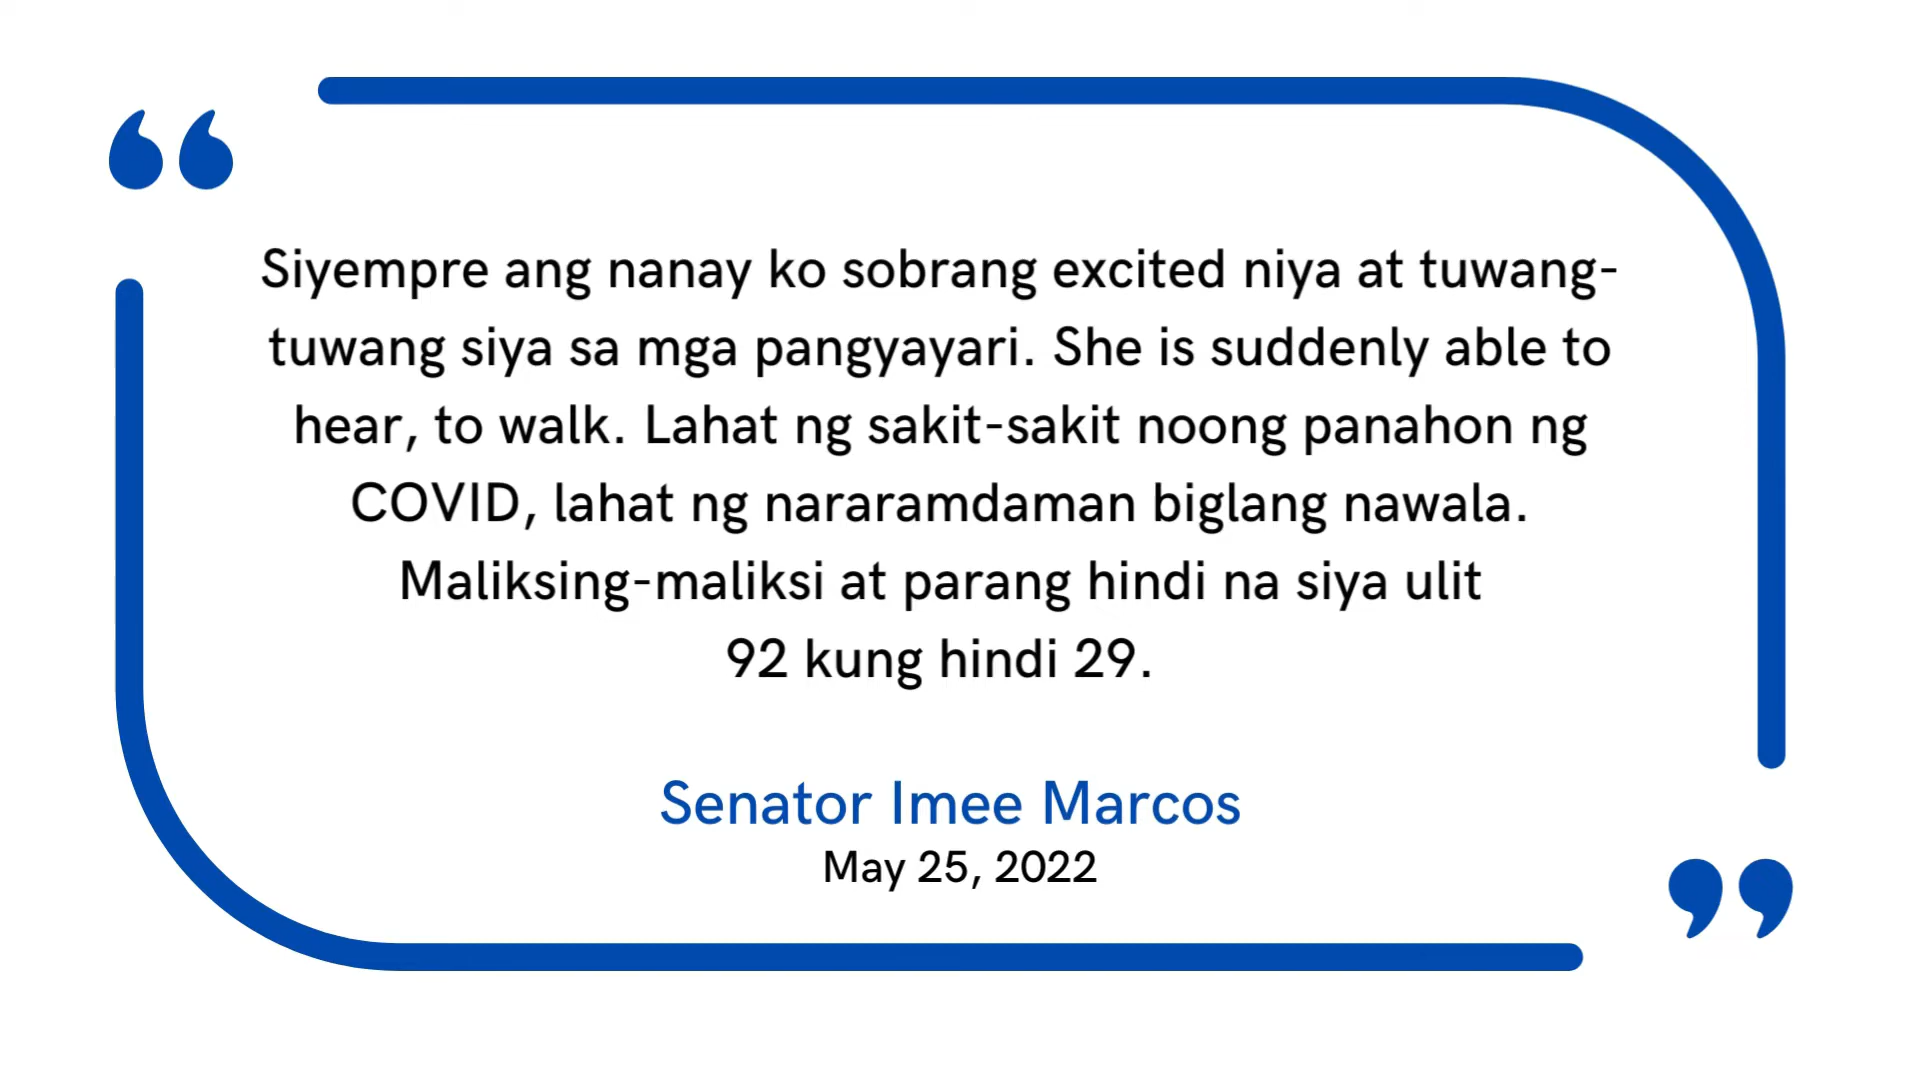 “
Siyempre ang nanay ko sobrang excited niya at tuwang-
tuwang siya sa mga pangyayari. She is suddenly able to
hear, to walk. Lahat ng sakit-sakit noong panahon ng
COVID, lahat ng nararamdaman biglang nawala.
Maliksing-maliksi at parang hindi na siya ulit
92 kung hindi 29.
Senator Imee Marcos
May 25, 2022
”